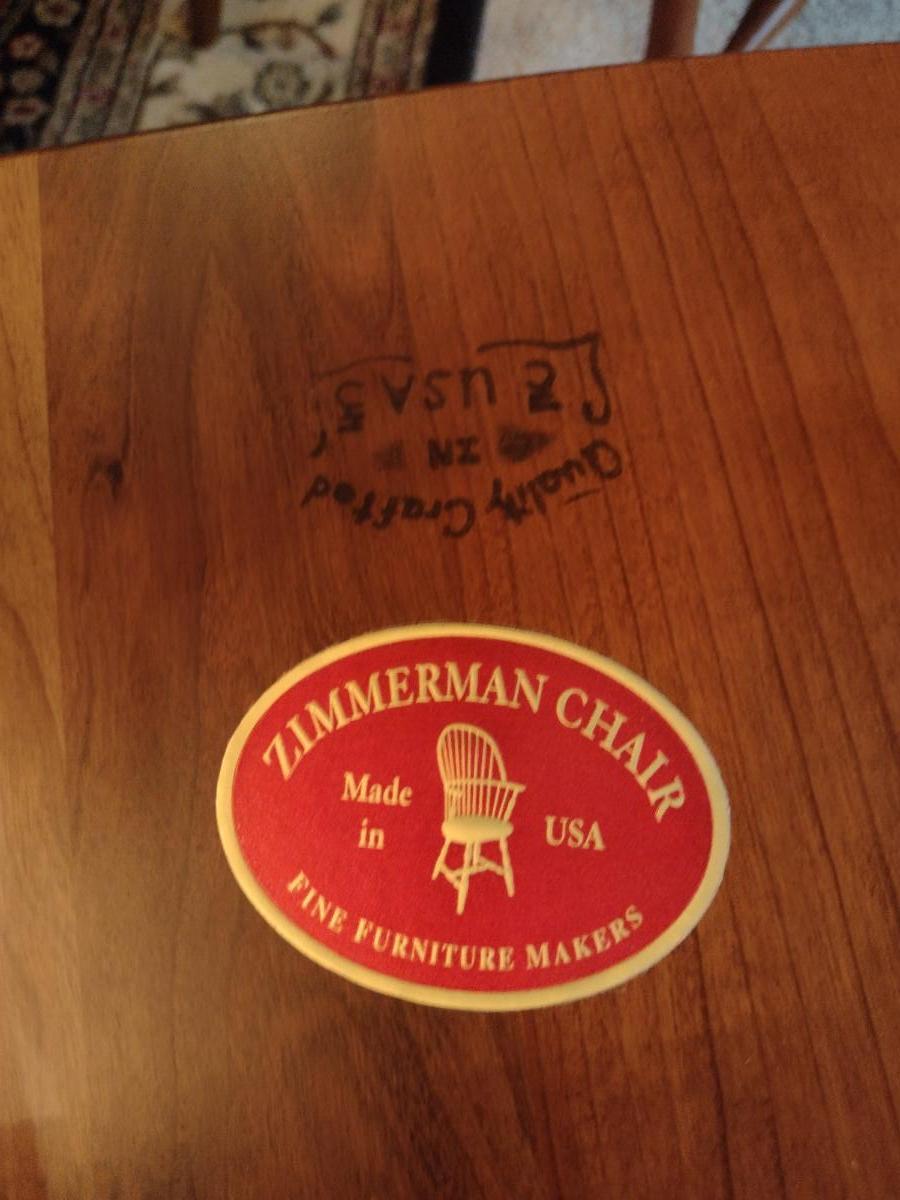 Quality Crafted
IN
USA
ZIMMERMAN CHAIR
Made
in
USA
FINE FURNITURE MAKERS